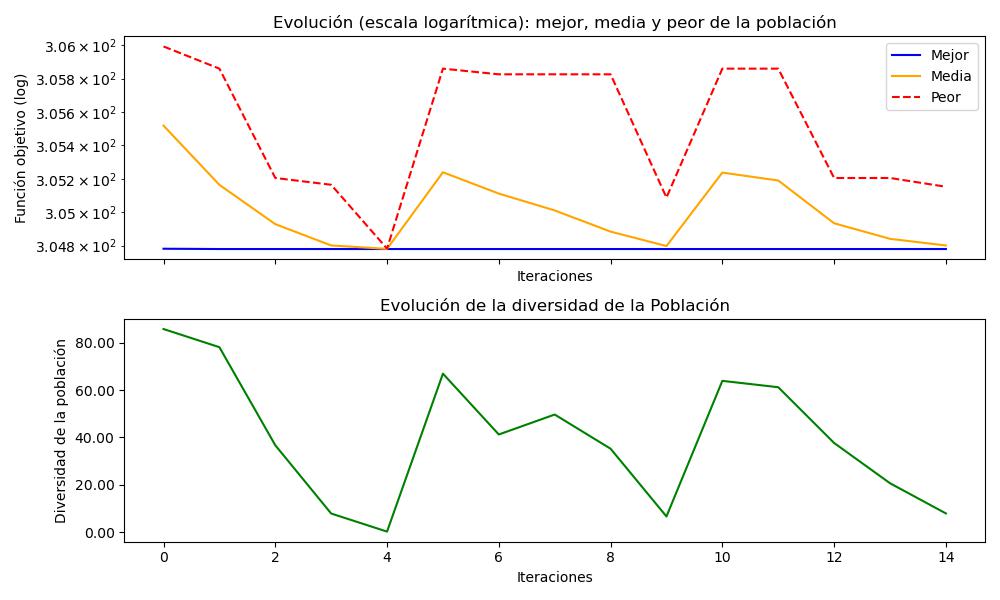 Evolución (escala logarítmica): mejor, media y peor de la población
Función objetivo (log)
3.06 × 10²
3.058 × 10²
3.056 × 10²
3.054 × 10²
3.052 × 10²
3.05 × 10²
3.048 × 10²
Mejor
Media
Peor
Iteraciones
Evolución de la diversidad de la Población
Diversidad de la población
80.00
60.00
40.00
20.00
0.00
0 2 4 6 8 10 12 14
Iteraciones